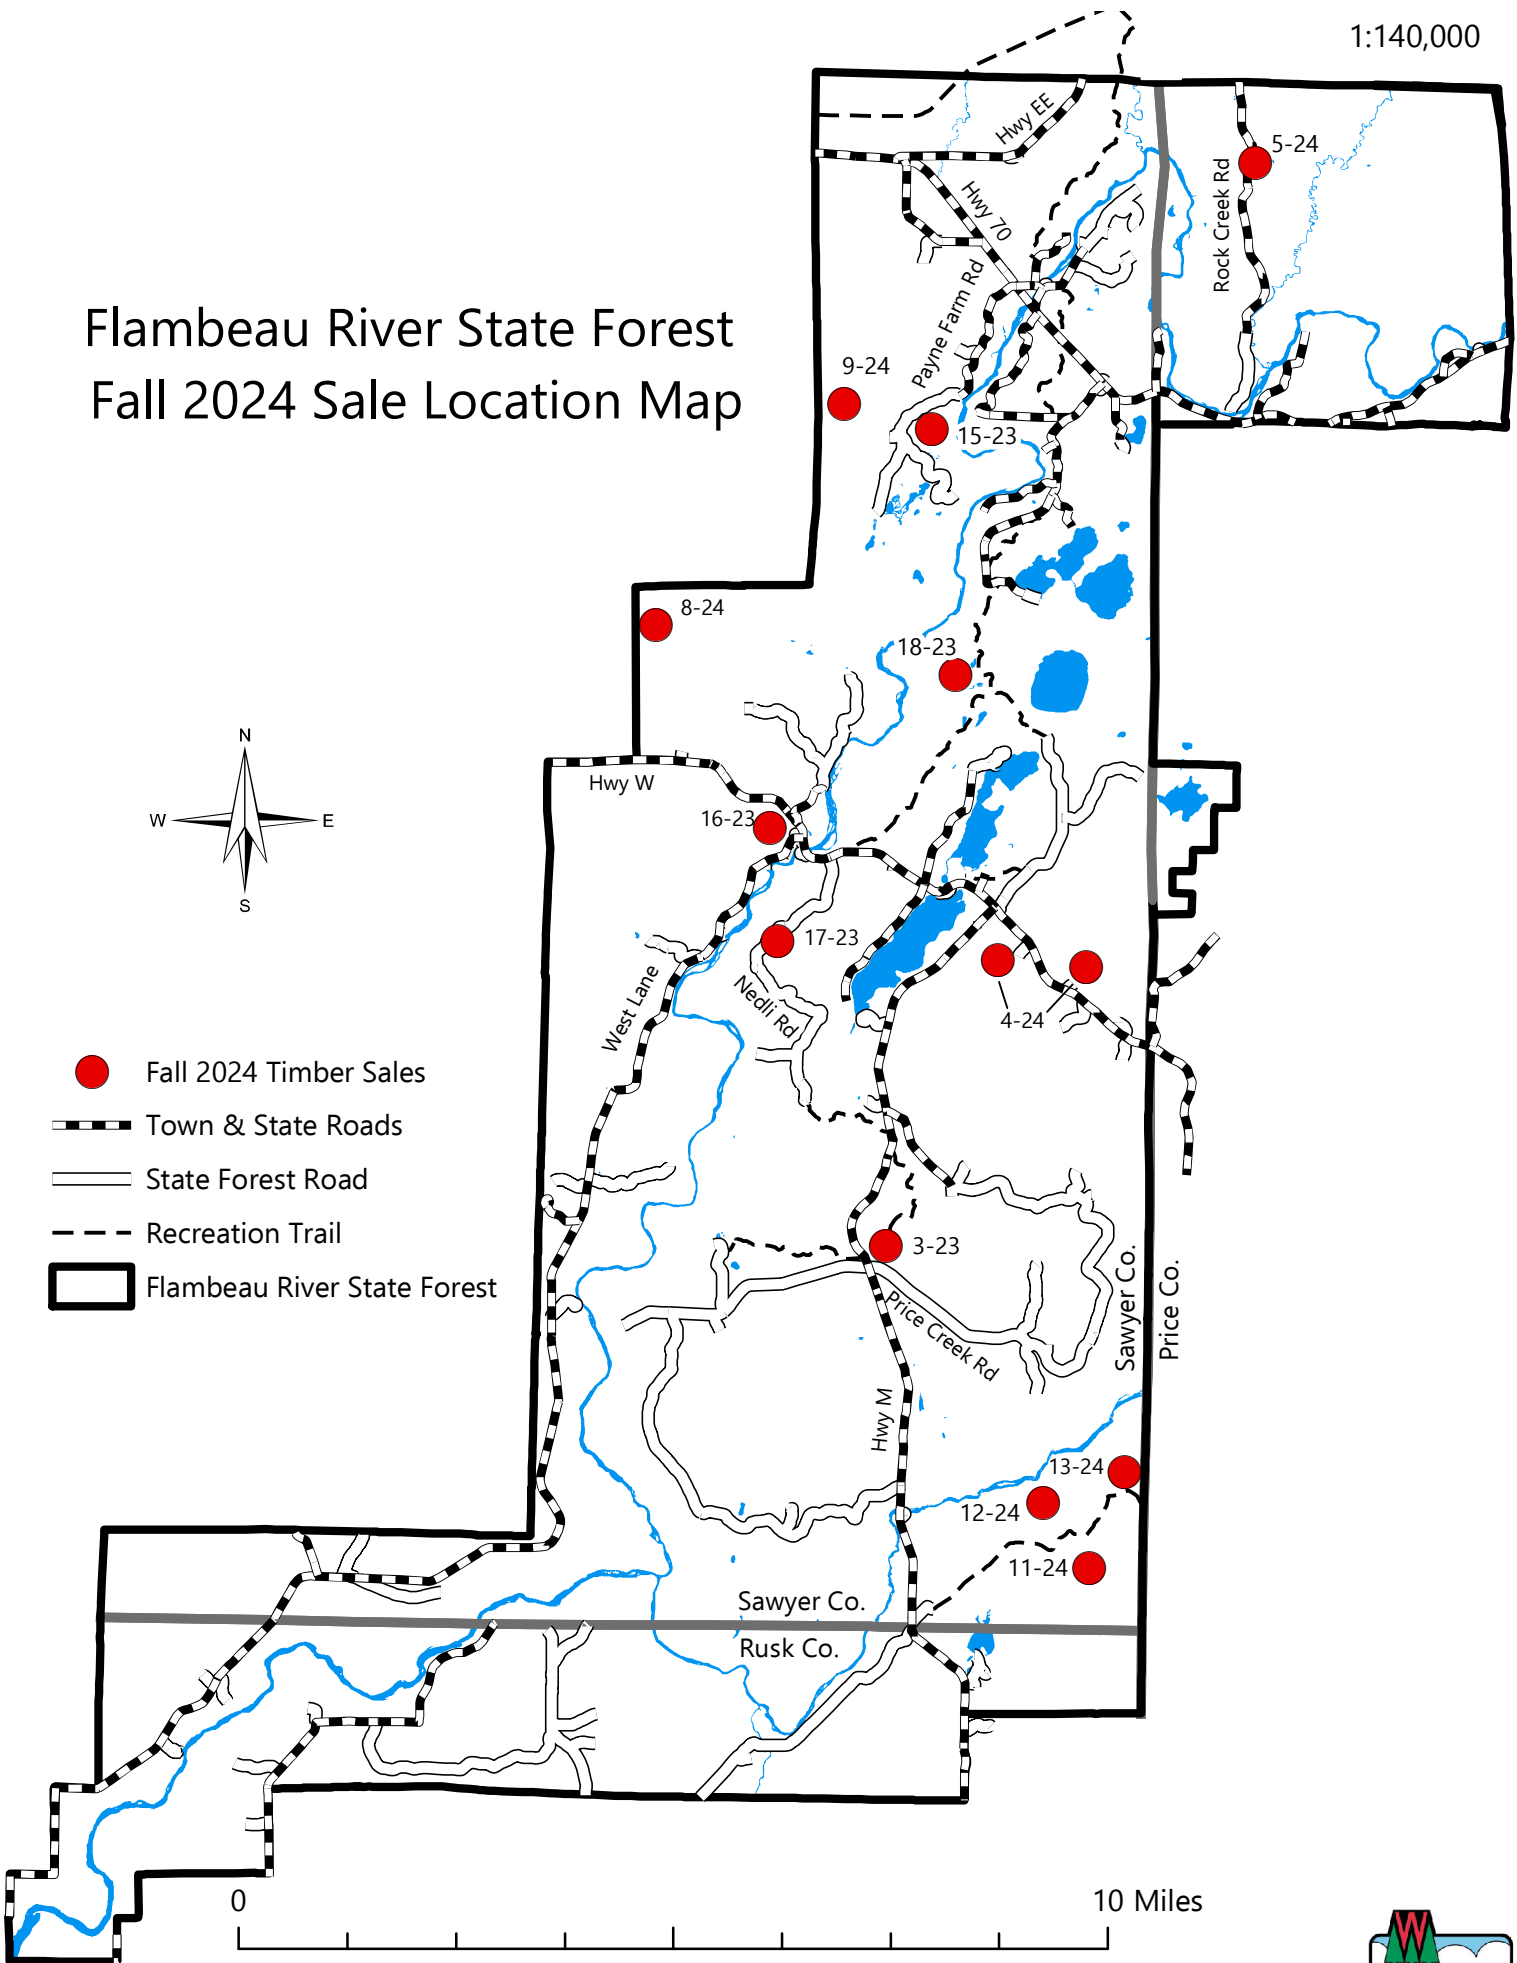 1:140,000
Hwy EE
5-24
Hwy 70
Rock Creek Rd
Payne Farm Rd
Flambeau River State Forest
Fall 2024 Sale Location Map
9-24
15-23
8-24
18-23
N
W
E
S
Hwy W
16-23
17-23
Nedli Rd
West Lane
4-24
Fall 2024 Timber Sales
Town & State Roads
State Forest Road
Recreation Trail
Flambeau River State Forest
3-23
Price Creek Rd
Sawyer Co.
Price Co.
Hwy M
13-24
12-24
11-24
Sawyer Co.
Rusk Co.
0
10 Miles
W